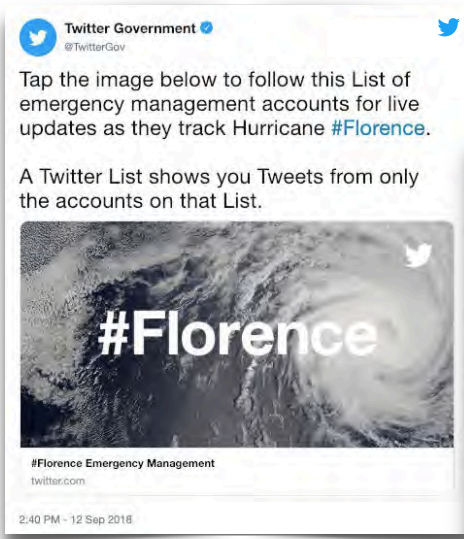 Twitter Government
@TwitterGov
Tap the image below to follow this List of
emergency management accounts for live
updates as they track Hurricane #Florence.
A Twitter List shows you Tweets from only
the accounts on that List.
#Florence
#Florence Emergency Management
twitter.com
2:40 PM - 12 Sep 2018